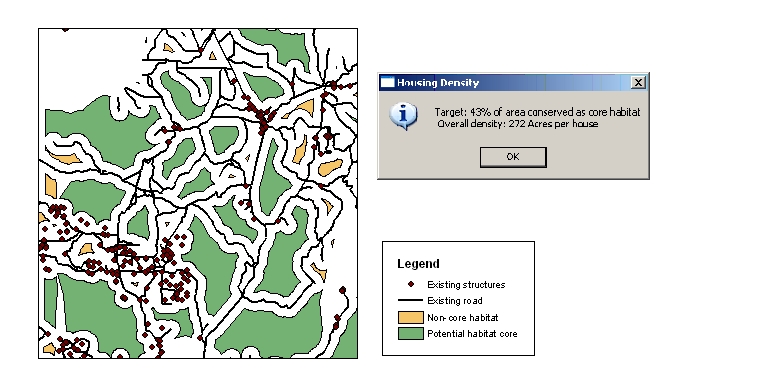 Housing Density
Target: 43% of area conserved as core habitat
Overall density: 272 Acres per house
OK
Legend
Existing structures
Existing road
Non-core habitat
Potential habitat core